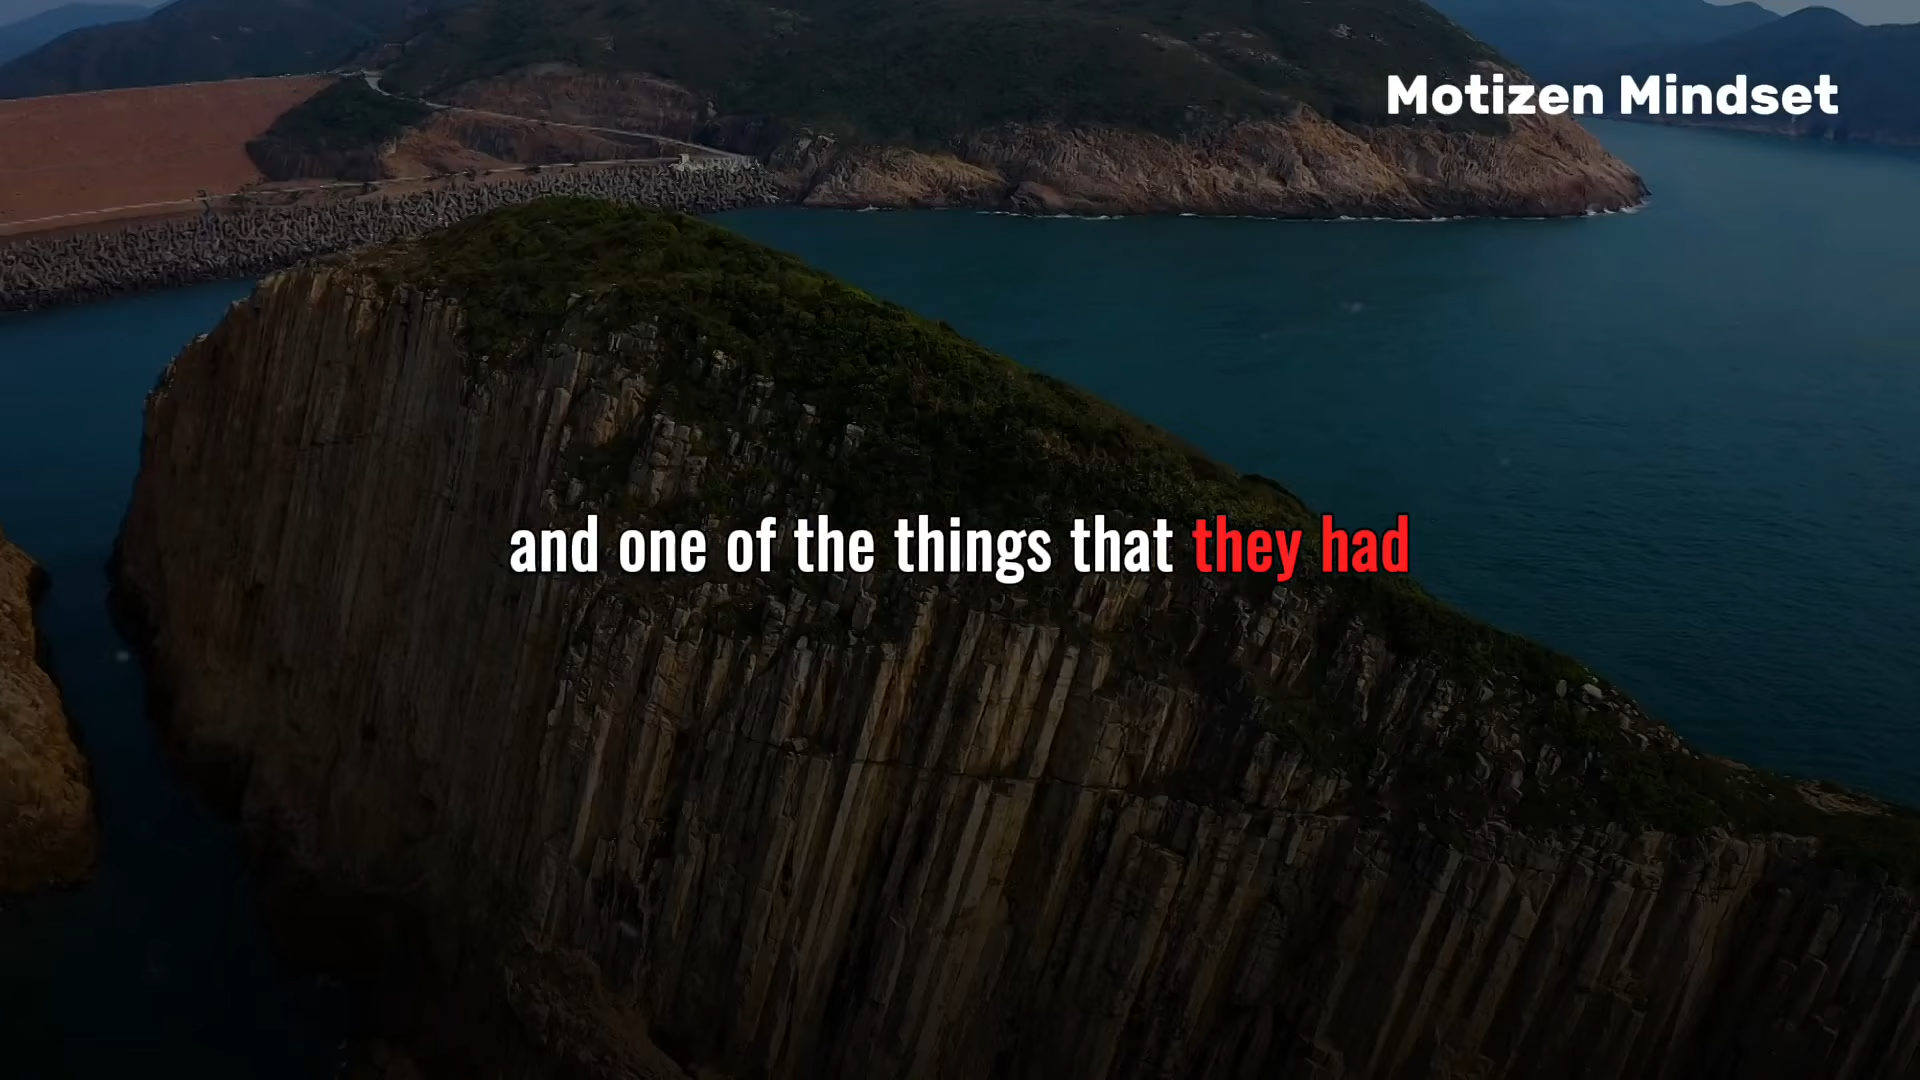 Motizen Mindset
and one of the things that they had